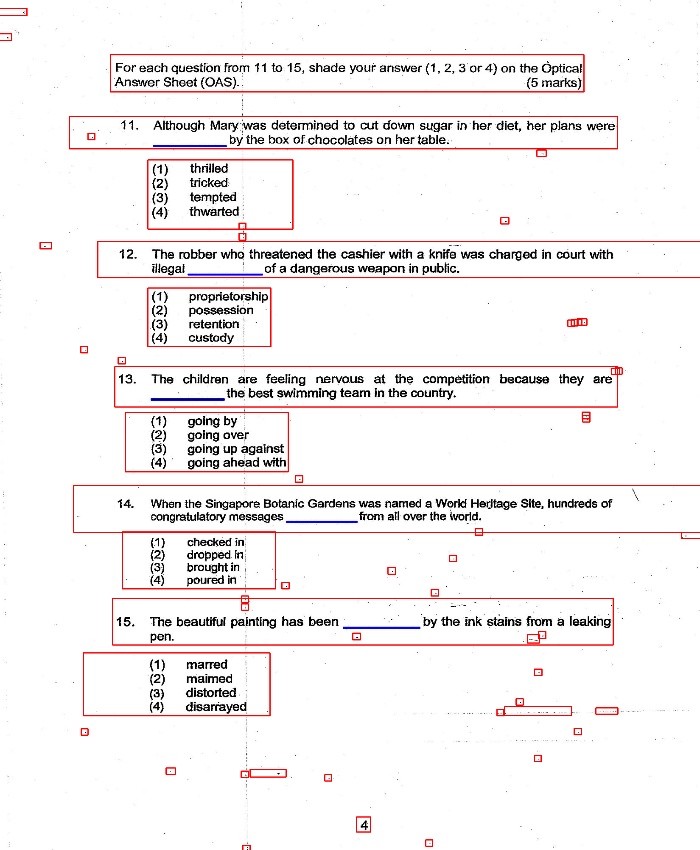 For each question from 11 to 15, shade your answer (1, 2, 3 or 4) on the Optical
Answer Sheet (OAS).
(5 marks)
11. Although Mary was determined to cut down sugar in her diet, her plans were
__________ by the box of chocolates on her table.
(1) thrilled
(2) tricked
(3) tempted
(4) thwarted
12. The robber who threatened the cashier with a knife was charged in court with
illegal __________ of a dangerous weapon in public.
(1) proprietorship
(2) possession
(3) retention
(4) custody
13. The children are feeling nervous at the competition because they are
__________ the best swimming team in the country.
(1) going by
(2) going over
(3) going up against
(4) going ahead with
14. When the Singapore Botanic Gardens was named a World Heritage Site, hundreds of
congratulatory messages __________ from all over the world.
(1) checked in
(2) dropped in
(3) brought in
(4) poured in
15. The beautiful painting has been __________ by the ink stains from a leaking
pen.
(1) marred
(2) maimed
(3) distorted
(4) disarrayed
4